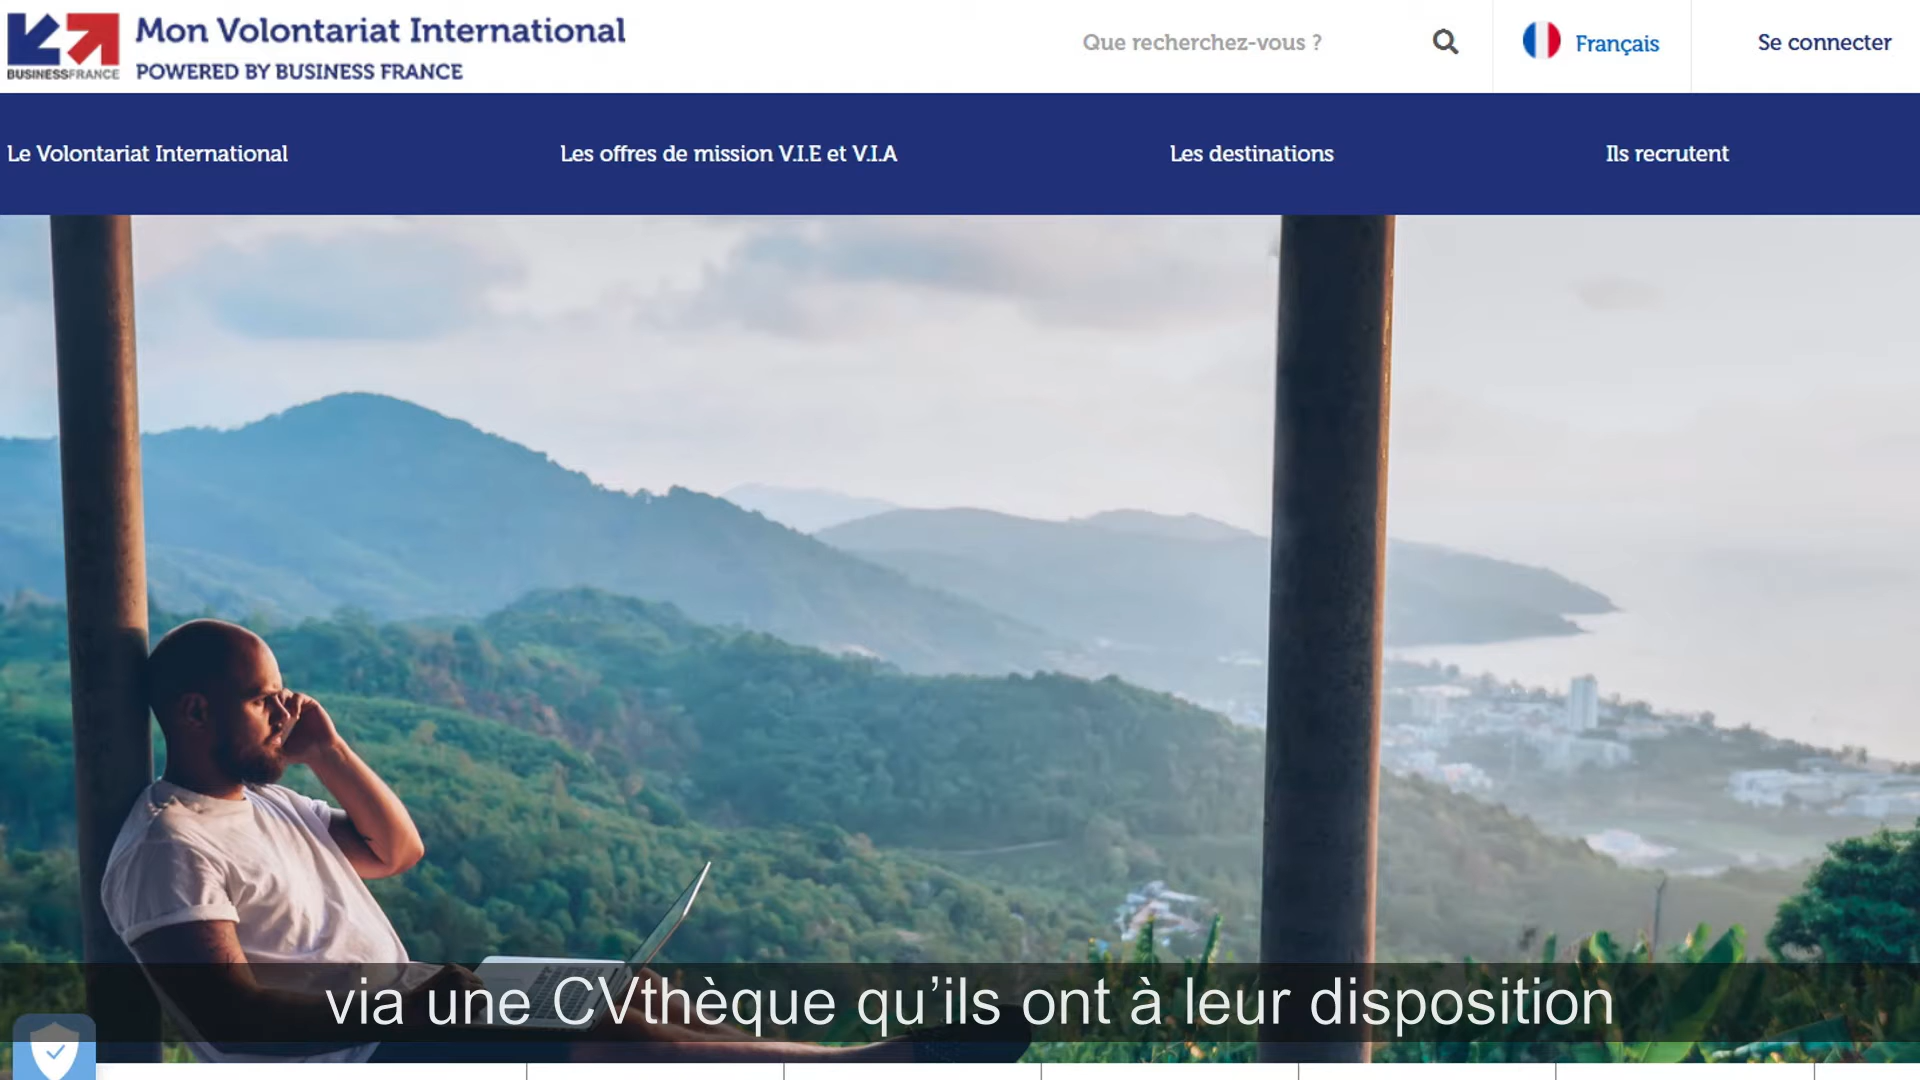 Mon Volontariat International
BUSINESSFRANCE
POWERED BY BUSINESS FRANCE
Que recherchez-vous ?
Français
Se connecter
Le Volontariat International
Les offres de mission V.I.E et V.I.A
Les destinations
Ils recrutent
via une CVthèque qu’ils ont à leur disposition